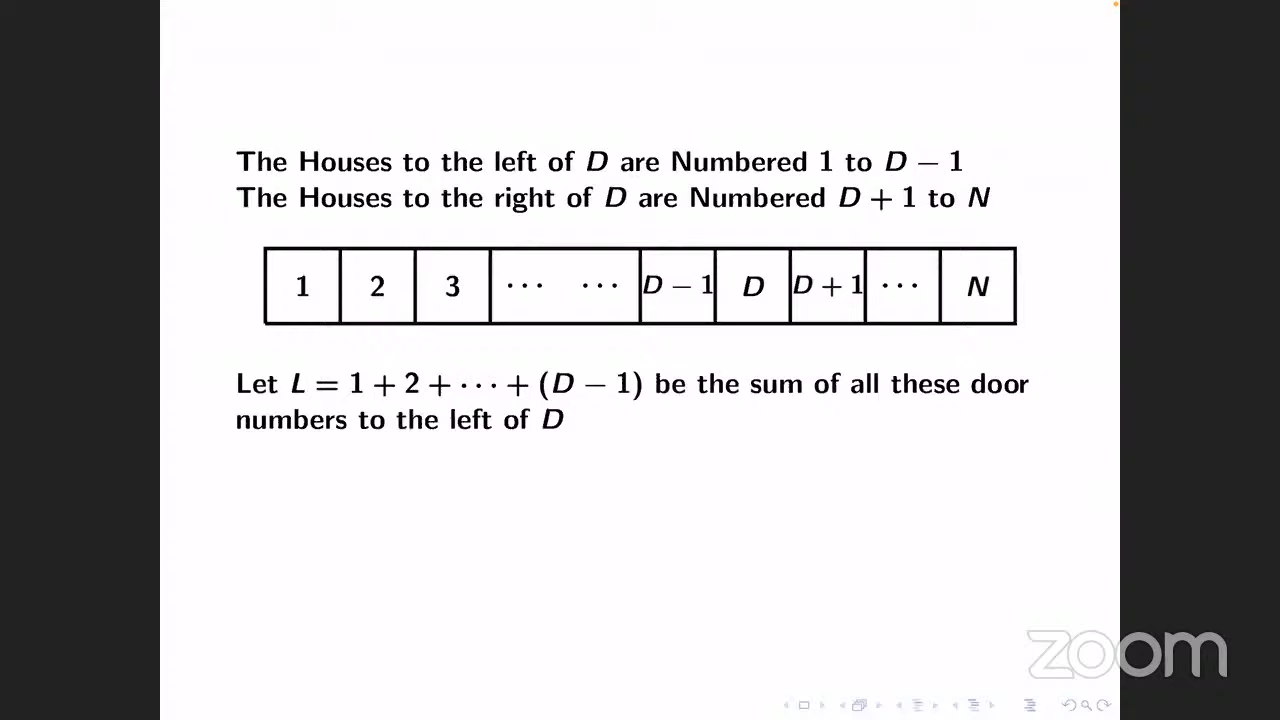 The Houses to the left of D are Numbered 1 to D − 1
The Houses to the right of D are Numbered D + 1 to N
1 2 3 ··· ··· D − 1 D D + 1 ··· N
Let L = 1 + 2 + ··· + (D − 1) be the sum of all these door
numbers to the left of D
zoom